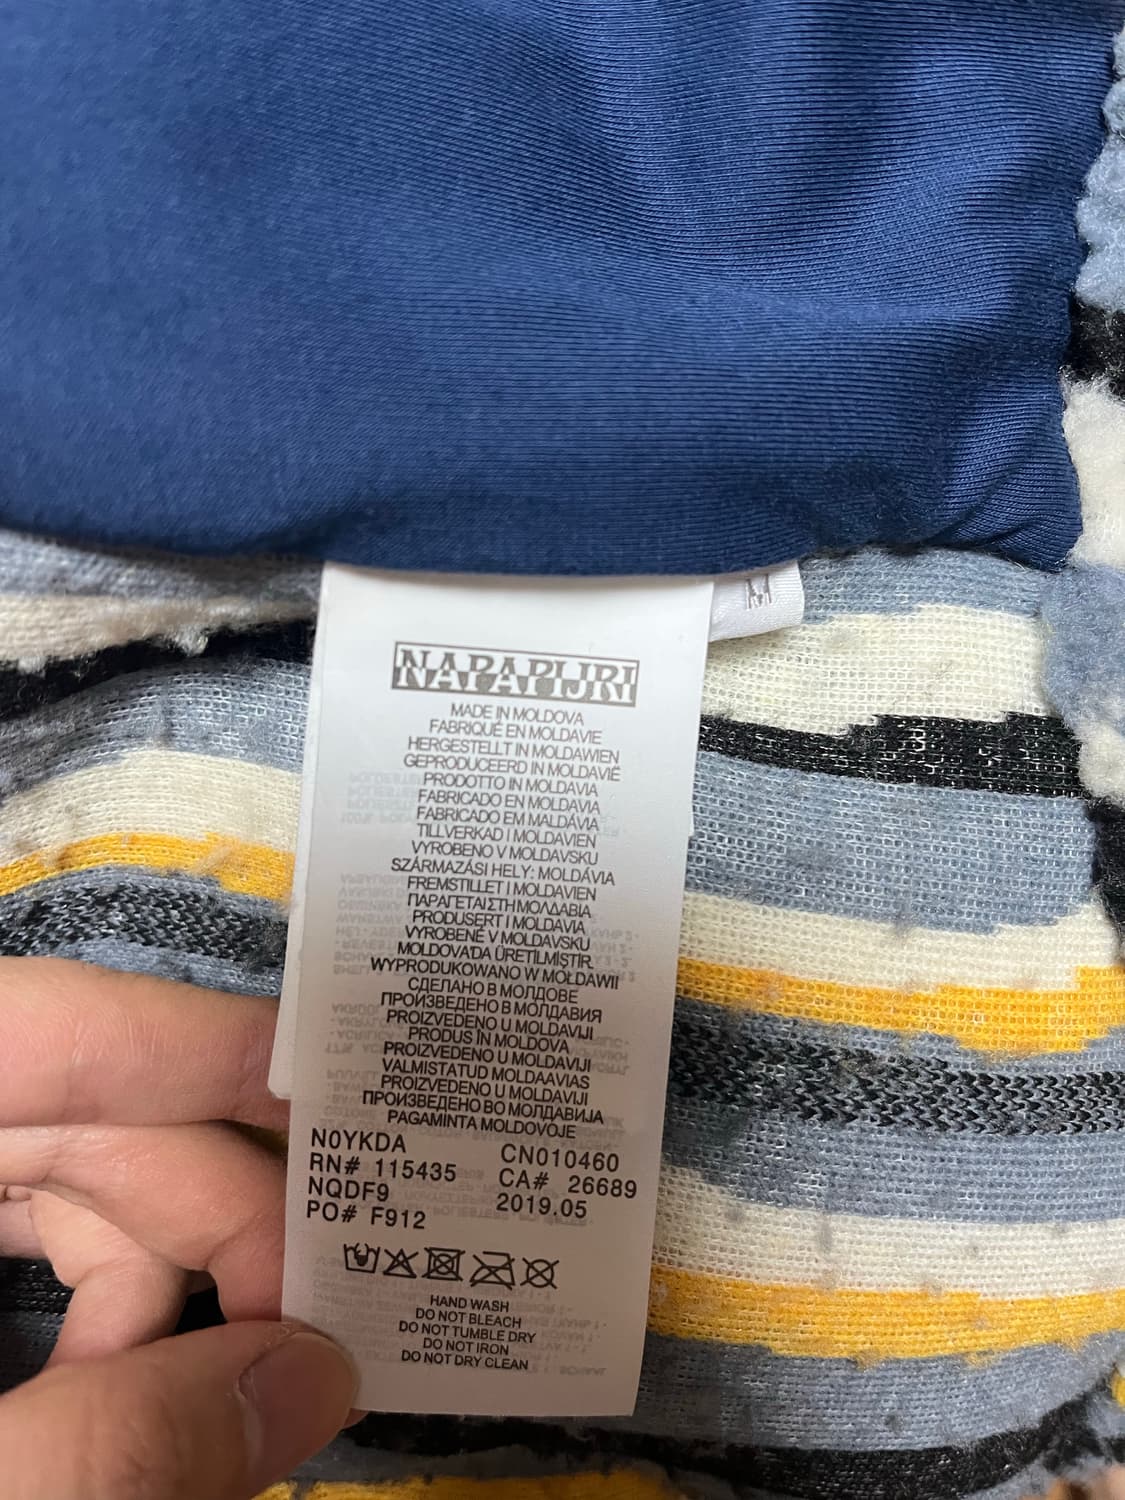 M
NAPAPIJRI
MADE IN MOLDOVA
FABRIQUÉ EN MOLDAVIE
HERGESTELLT IN MOLDAWIEN
GEPRODUCEERD IN MOLDAVIË
PRODOTTO IN MOLDAVIA
FABRICADO EN MOLDAVIA
FABRICADO EM MALDÁVIA
TILLVERKAD I MOLDAVIEN
VYROBENO V MOLDAVSKU
SZÁRMAZÁSI HELY: MOLDÁVIA
FREMSTILLET I MOLDAVIEN
ΠΑΡΑΓΕΤΑΙ ΣΤΗ ΜΟΛΔΑΒΙΑ
PRODUSERT I MOLDAVIA
VYROBENÉ V MOLDAVSKU
MOLDOVA'DA ÜRETILMIŞTIR.
WYPRODUKOWANO W MOŁDAWII
СДЕЛАНО В МОЛДОВЕ
ПРОИЗВЕДЕНО В МОЛДАВИЯ
PROIZVEDENO U MOLDAVIJI
PRODUS ÎN MOLDOVA
PROIZVEDENO U MOLDAVIJI
VALMISTATUD MOLDAAVIAS
PROIZVEDENO U MOLDAVIJI
ПРОИЗВЕДЕНО ВО МОЛДАВИЈА
PAGAMINTA MOLDOVOJE
N0YKDA CN010460
RN# 115435 CA# 26689
NQDF9 2019.05
PO# F912
HAND WASH
DO NOT BLEACH
DO NOT TUMBLE DRY
DO NOT IRON
DO NOT DRY CLEAN